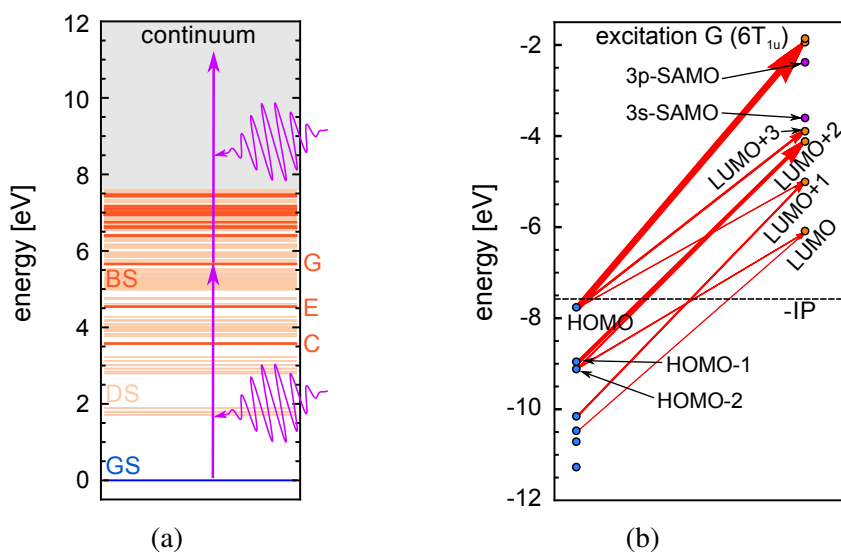 12
10
8
6
4
2
0
energy [eV]
continuum
BS
DS
GS
G
E
C
(a)
-2
-4
-6
-8
-10
-12
energy [eV]
excitation G (6T1u)
3p-SAMO
3s-SAMO
LUMO+3
LUMO+2
LUMO+1
LUMO
-IP
HOMO
HOMO-1
HOMO-2
(b)